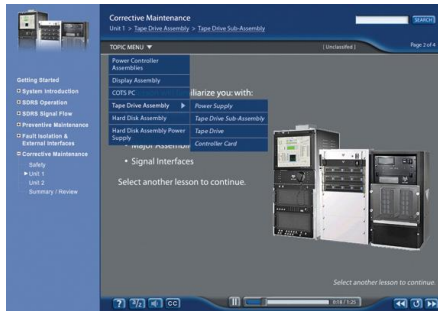 Corrective Maintenance
Unit 1 > Tape Drive Assembly > Tape Drive Sub-Assembly
SEARCH
TOPIC MENU ▼
[ Unclassified ]
Page 2 of 4
Getting Started
System Introduction
SDRS Operation
SDRS Signal Flow
Preventive Maintenance
Fault Isolation &
External Interfaces
Corrective Maintenance
Safety
Unit 1
Unit 2
Summary / Review
Power Controller
Assemblies
Display Assembly
COTS PC
Tape Drive Assembly
Hard Disk Assembly
Hard Disk Assembly Power
Supply
Power Supply
Tape Drive Sub-Assembly
Tape Drive
Controller Card
iliarize you with:
• Major Assemblies
• Signal Interfaces
Select another lesson to continue.
Select another lesson to continue.
? A/Z CC